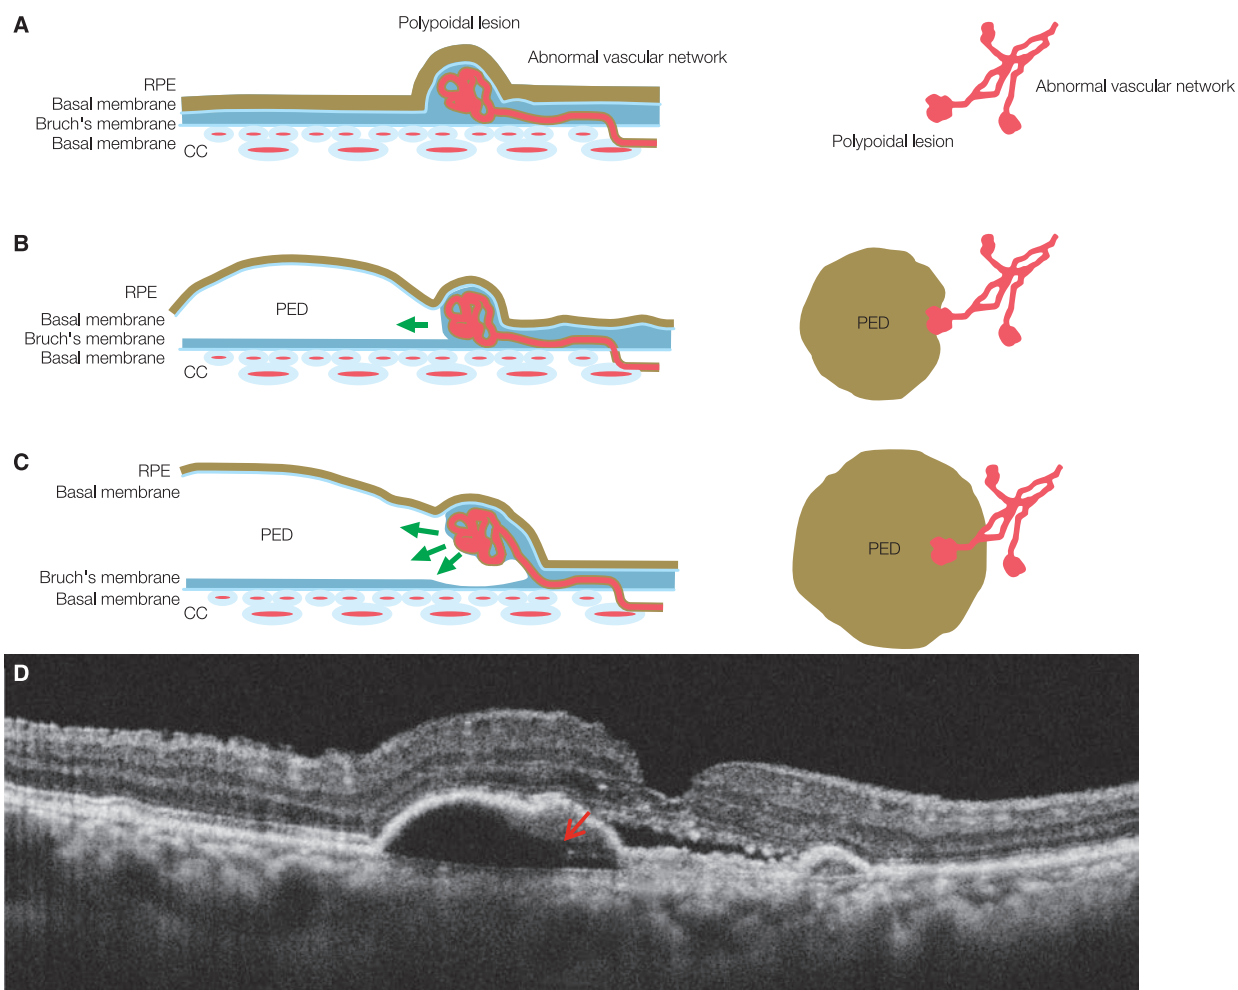 A
Polypoidal lesion
Abnormal vascular network
RPE
Basal membrane
Bruch's membrane
Basal membrane
CC
Abnormal vascular network
Polypoidal lesion
B
RPE
PED
Basal membrane
Bruch's membrane
Basal membrane
CC
PED
C
RPE
Basal membrane
PED
Bruch's membrane
Basal membrane
CC
PED
D